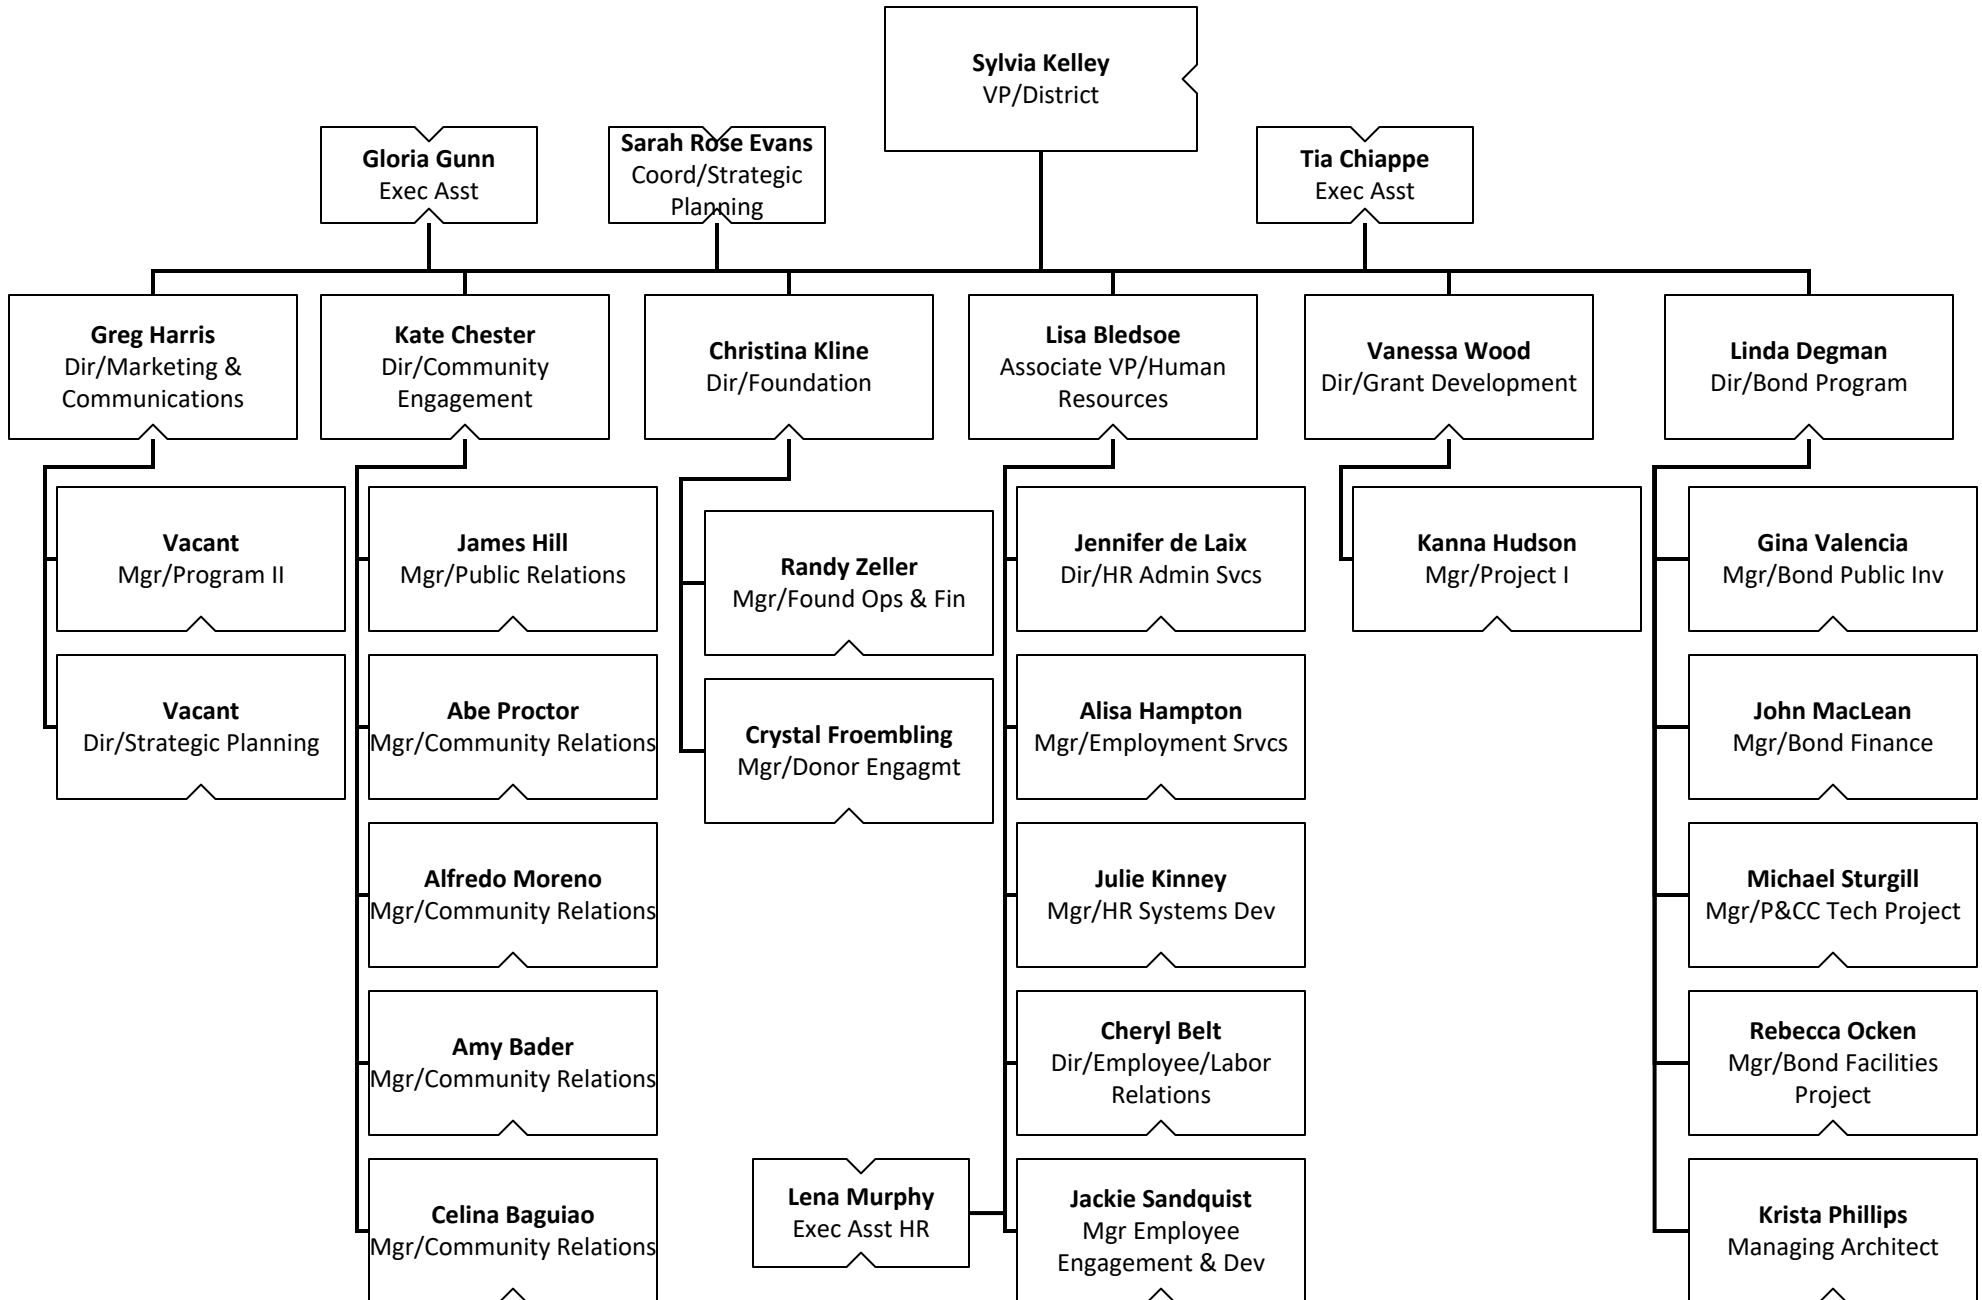 Sylvia Kelley
VP/District
Gloria Gunn
Exec Asst
Sarah Rose Evans
Coord/Strategic
Planning
Tia Chiappe
Exec Asst
Greg Harris
Dir/Marketing &
Communications
Kate Chester
Dir/Community
Engagement
Christina Kline
Dir/Foundation
Lisa Bledsoe
Associate VP/Human
Resources
Vanessa Wood
Dir/Grant Development
Linda Degman
Dir/Bond Program
Vacant
Mgr/Program II
Vacant
Dir/Strategic Planning
James Hill
Mgr/Public Relations
Abe Proctor
Mgr/Community Relations
Alfredo Moreno
Mgr/Community Relations
Amy Bader
Mgr/Community Relations
Celina Baguiao
Mgr/Community Relations
Randy Zeller
Mgr/Found Ops & Fin
Crystal Froembling
Mgr/Donor Engagmt
Jennifer de Laix
Dir/HR Admin Svcs
Alisa Hampton
Mgr/Employment Srvcs
Julie Kinney
Mgr/HR Systems Dev
Cheryl Belt
Dir/Employee/Labor
Relations
Lena Murphy
Exec Asst HR
Jackie Sandquist
Mgr Employee
Engagement & Dev
Kanna Hudson
Mgr/Project I
Gina Valencia
Mgr/Bond Public Inv
John MacLean
Mgr/Bond Finance
Michael Sturgill
Mgr/P&CC Tech Project
Rebecca Ocken
Mgr/Bond Facilities
Project
Krista Phillips
Managing Architect